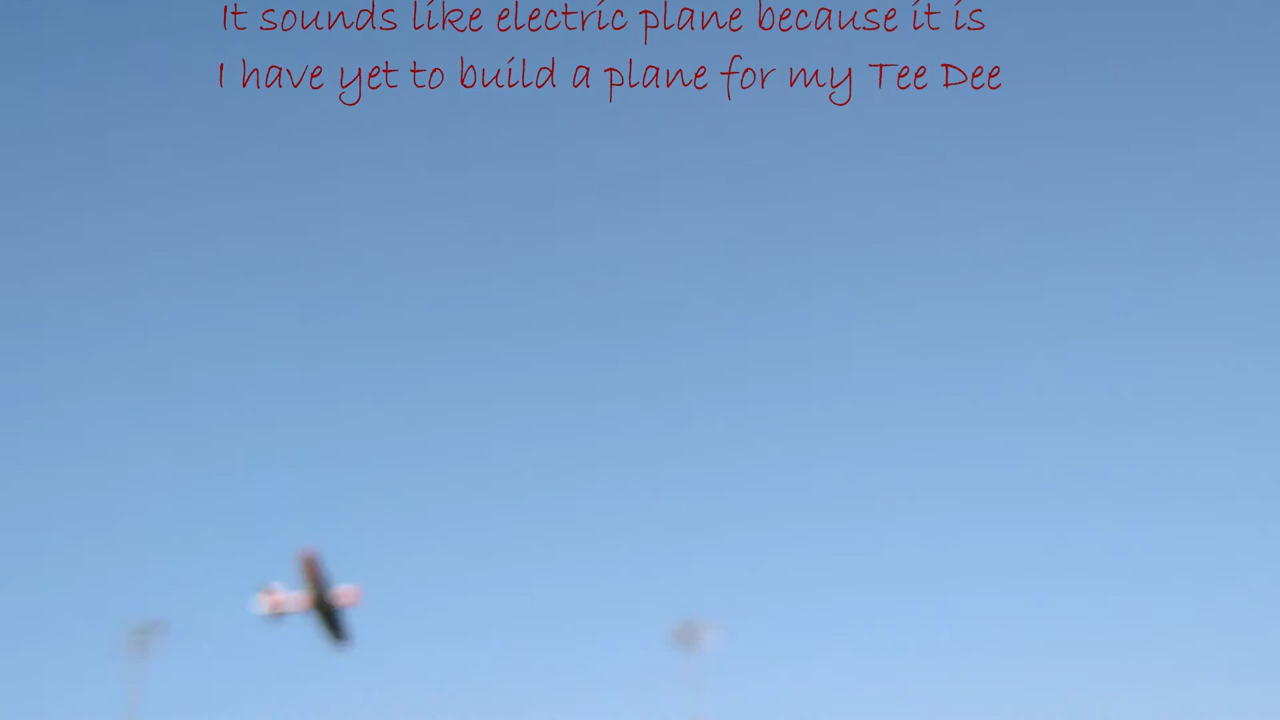 It sounds like electric plane because it is
I have yet to build a plane for my Tee Dee